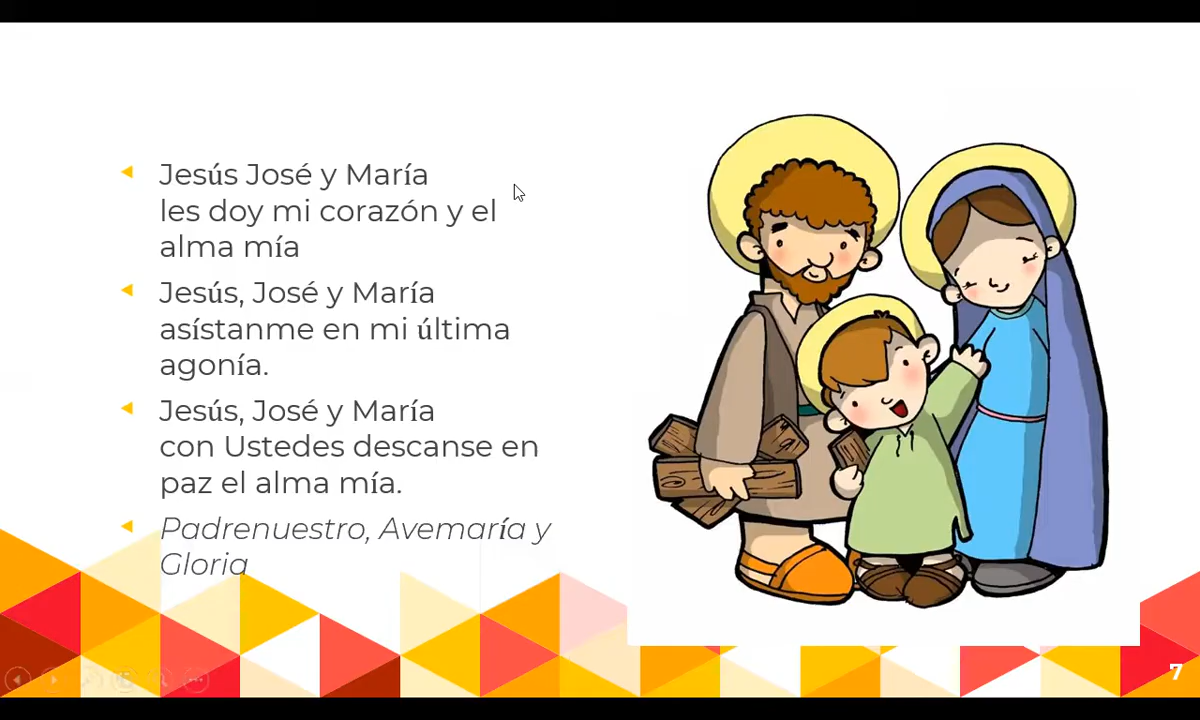 Jesús José y María
les doy mi corazón y el
alma mía
Jesús, José y María
asístanme en mi última
agonía.
Jesús, José y María
con Ustedes descanse en
paz el alma mía.
Padrenuestro, Avemaría y
Gloria
7